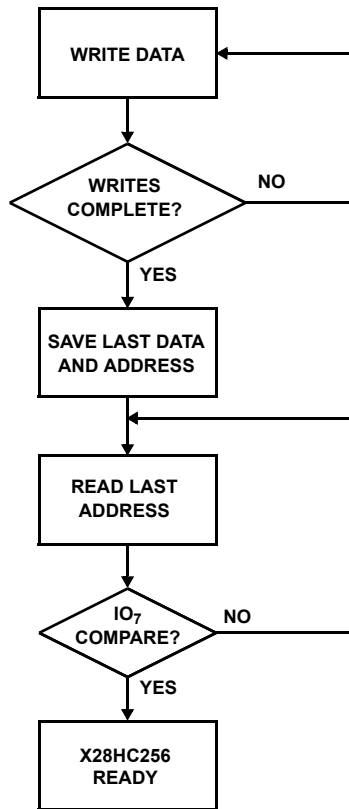 WRITE DATA
WRITES
COMPLETE?
NO
YES
SAVE LAST DATA
AND ADDRESS
READ LAST
ADDRESS
IO₇
COMPARE?
NO
YES
X28HC256
READY